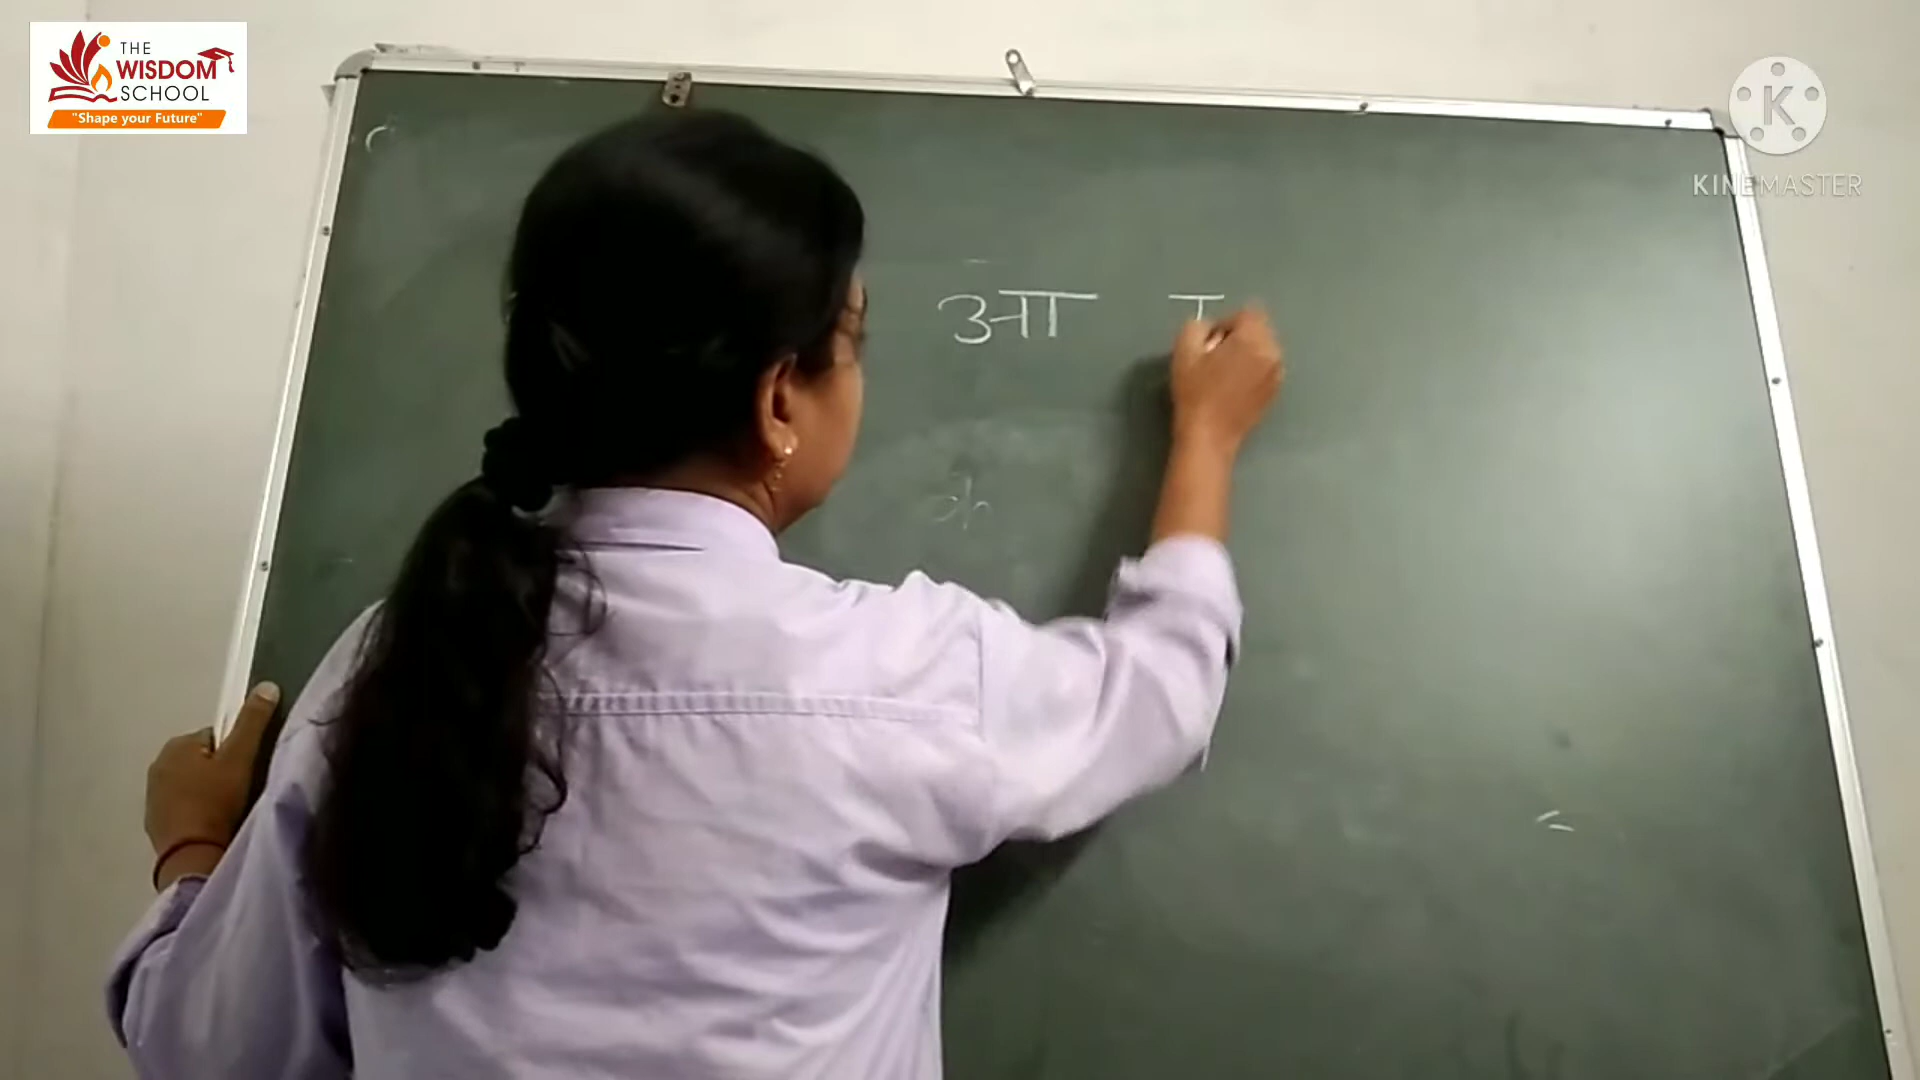 THE
WISDOM
SCHOOL
"Shape your Future"
KINEMASTER
आ